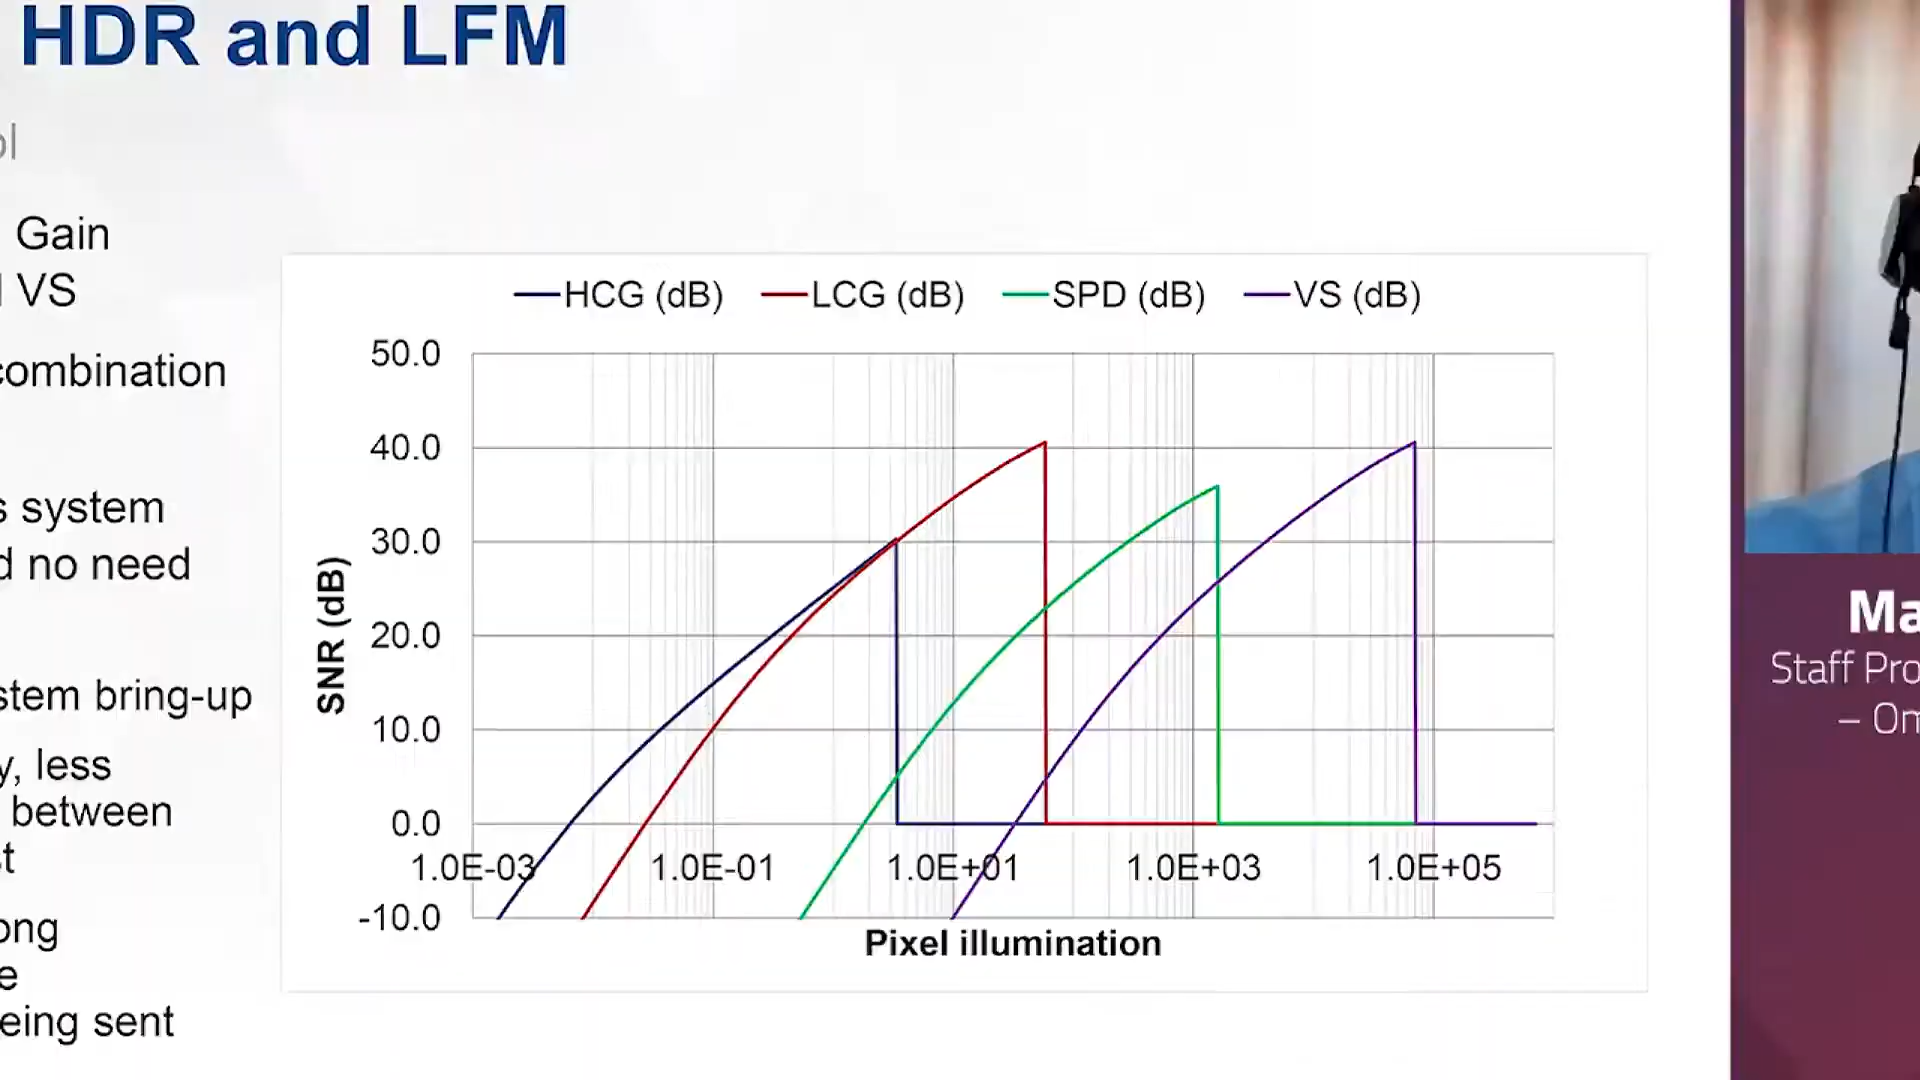 HDR and LFM
Gain
VS
combination
s system
d no need
stem bring-up
y, less
between
st
ong
e
eing sent
HCG (dB) LCG (dB) SPD (dB) VS (dB)
50.0
40.0
30.0
20.0
10.0
0.0
-10.0
SNR (dB)
1.0E-03 1.0E-01 1.0E+01 1.0E+03 1.0E+05
Pixel illumination
Ma
Staff Pro
– Om